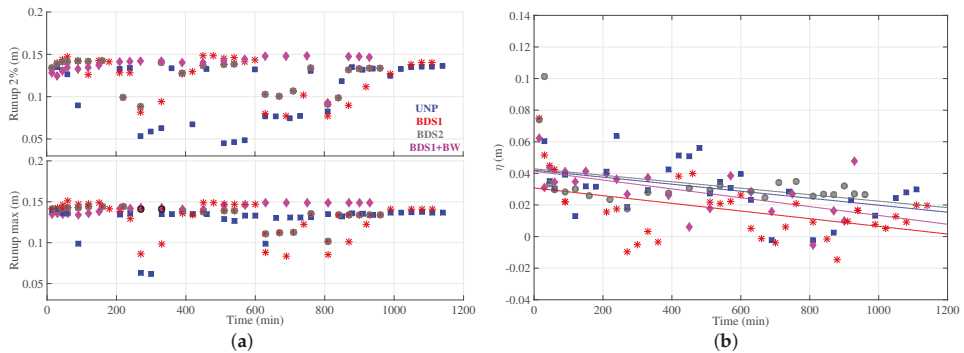 0.2
0.15
0.1
0.05
Runup 2% (m)
UNP
BDS1
BDS2
BDS1+BW
0.2
0.15
0.1
0.05
Runup max (m)
0
200
400
600
800
1000
1200
Time (min)
(a)
0.14
0.12
0.1
0.08
0.06
0.04
0.02
0
-0.02
-0.04
η (m)
0
200
400
600
800
1000
1200
Time (min)
(b)